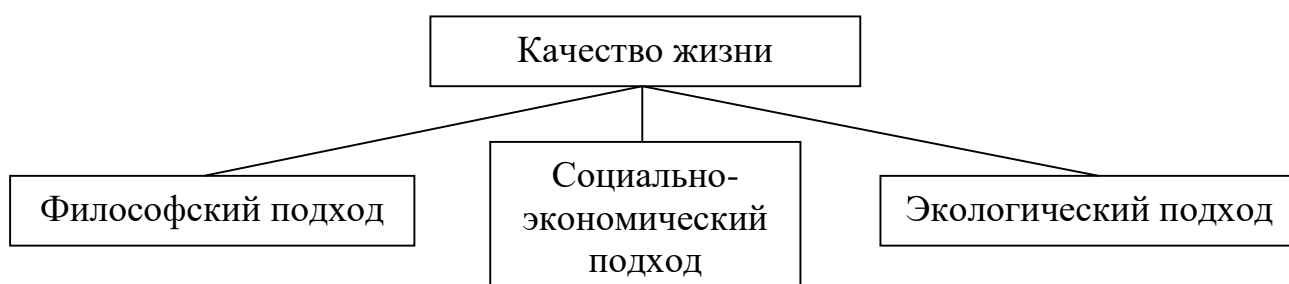 Качество жизни
Философский подход
Социально-
экономический
подход
Экологический подход